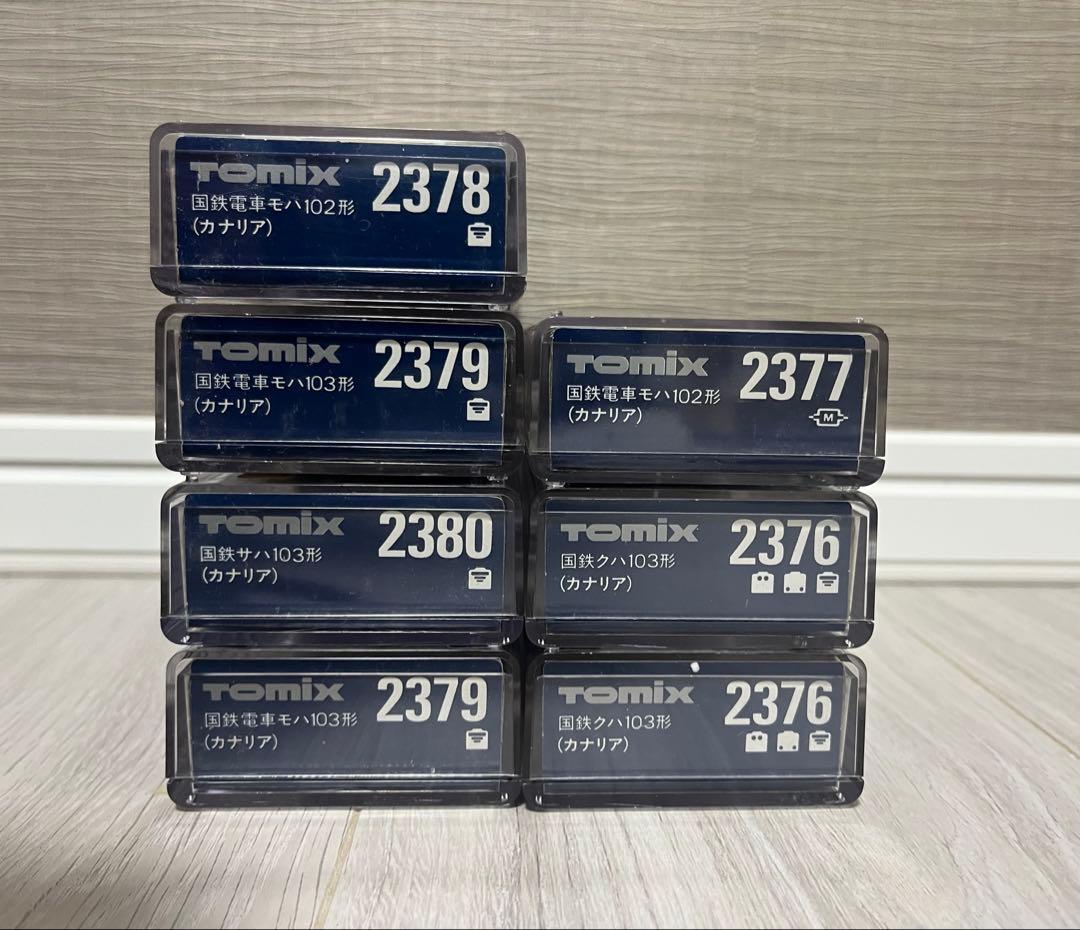 TOMIX 2378
国鉄電車モハ102形
(カナリア)
TOMIX 2379
国鉄電車モハ103形
(カナリア)
TOMIX 2380
国鉄サハ103形
(カナリア)
TOMIX 2379
国鉄電車モハ103形
(カナリア)
TOMIX 2377
国鉄電車モハ102形
(カナリア)
M
TOMIX 2376
国鉄クハ103形
(カナリア)
TOMIX 2376
国鉄クハ103形
(カナリア)